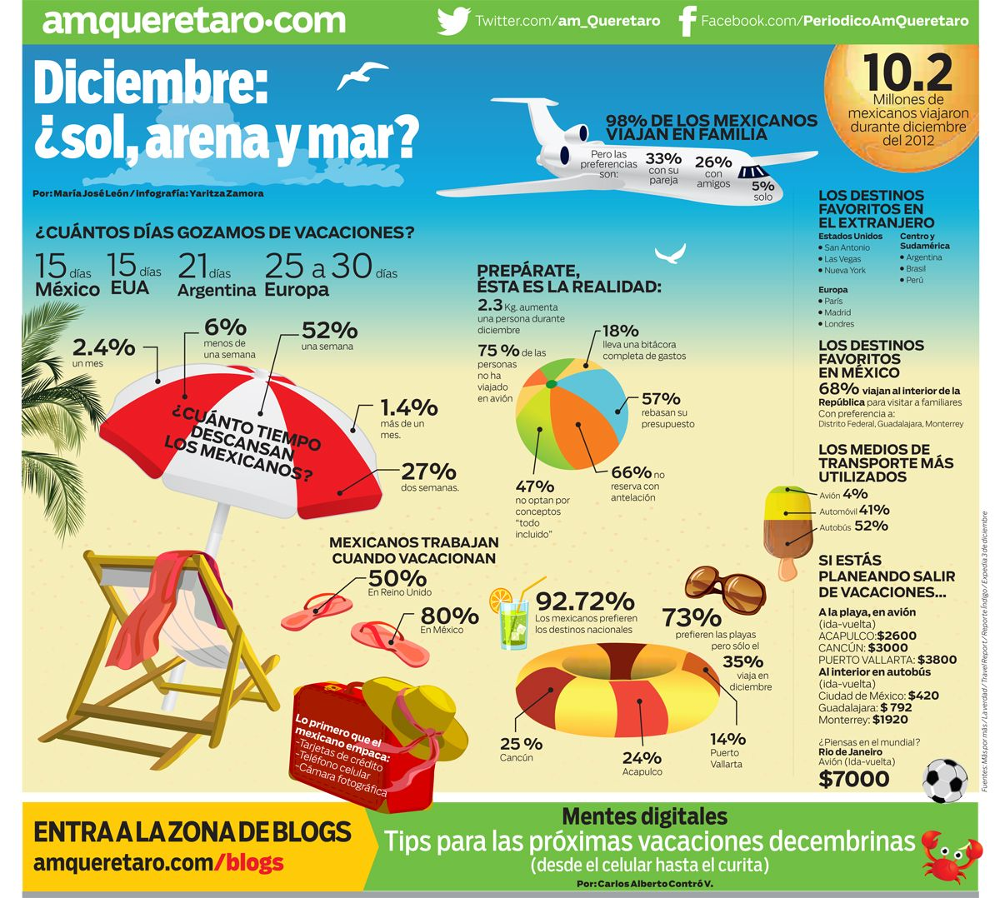 amqueretaro.com
Twitter.com/am_Queretaro
Facebook.com/PeriodicoAmQueretaro
Diciembre:
¿sol, arena y mar?
Por: María José León / infografía: Yaritza Zamora
10.2
Millones de
mexicanos viajaron
durante diciembre
del 2012
98% DE LOS MEXICANOS
VIAJAN EN FAMILIA
Pero las
preferencias
son:
33%
con su
pareja
26%
con
amigos
5%
solo
¿CUÁNTOS DÍAS GOZAMOS DE VACACIONES?
15 días
México
15 días
EUA
21 días
Argentina
25 a 30 días
Europa
2.4%
un mes
6%
menos de
una semana
52%
una semana
1.4%
más de un
mes.
27%
dos semanas.
¿CUÁNTO TIEMPO
DESCANSAN
LOS MEXICANOS?
PREPÁRATE,
ÉSTA ES LA REALIDAD:
2.3 Kg. aumenta
una persona durante
diciembre
75 % de las
personas
no ha
viajado
en avión
18%
lleva una bitácora
completa de gastos
57%
rebasan su
presupuesto
66% no
reserva con
antelación
47%
no optan por
conceptos
“todo
incluido”
LOS DESTINOS
FAVORITOS EN
EL EXTRANJERO
Estados Unidos
• San Antonio
• Las Vegas
• Nueva York
Centro y
Sudamérica
• Argentina
• Brasil
• Perú
Europa
• París
• Madrid
• Londres
LOS DESTINOS
FAVORITOS
EN MÉXICO
68% viajan al interior de la
República para visitar a familiares
Con preferencia a:
Distrito Federal, Guadalajara, Monterrey
LOS MEDIOS DE
TRANSPORTE MÁS
UTILIZADOS
Avión 4%
Automóvil 41%
Autobús 52%
MEXICANOS TRABAJAN
CUANDO VACACIONAN
50%
En Reino Unido
80%
En México
92.72%
Los mexicanos prefieren
los destinos nacionales
73%
prefieren las playas
pero sólo el
35%
viaja en
diciembre
25 %
Cancún
24%
Acapulco
14%
Puerto
Vallarta
Lo primero que el
mexicano empaca:
-Tarjetas de crédito
-Teléfono celular
-Cámara fotográfica
SI ESTÁS
PLANEANDO SALIR
DE VACACIONES...
A la playa, en avión
(ida-vuelta)
ACAPULCO:$2600
CANCÚN: $3000
PUERTO VALLARTA: $3800
Al interior en autobús
(ida-vuelta)
Ciudad de México: $420
Guadalajara: $ 792
Monterrey: $1920
¿Piensas en el mundial?
Rio de Janeiro
Avión (Ida-vuelta)
$7000
Fuentes: Más por más / La verdad / Travel Report / Reporte Índigo / Expedia 3 de diciembre
ENTRA A LA ZONA DE BLOGS
amqueretaro.com/blogs
Mentes digitales
Tips para las próximas vacaciones decembrinas
(desde el celular hasta el curita)
Por: Carlos Alberto Contró V.